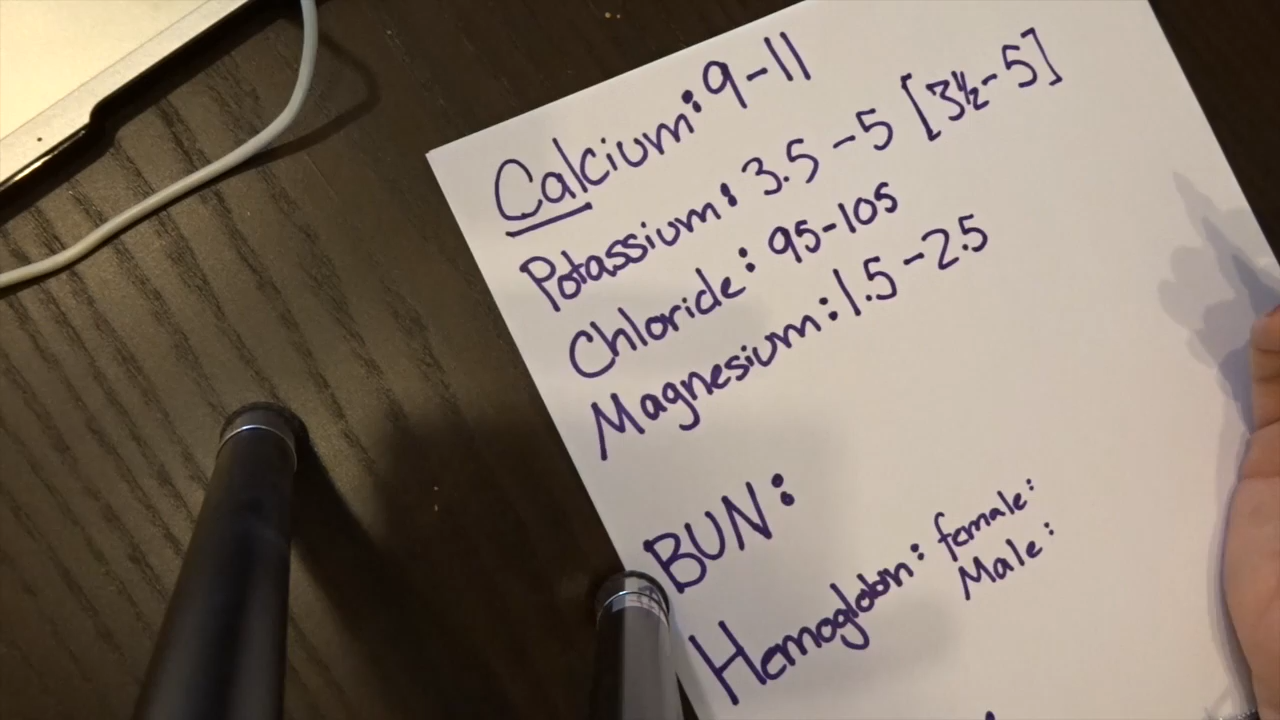 Calcium: 9-11
Potassium: 3.5-5 [3½-5]
Chloride: 95-105
Magnesium: 1.5-2.5
BUN:
Hemoglobin: female:
Male: